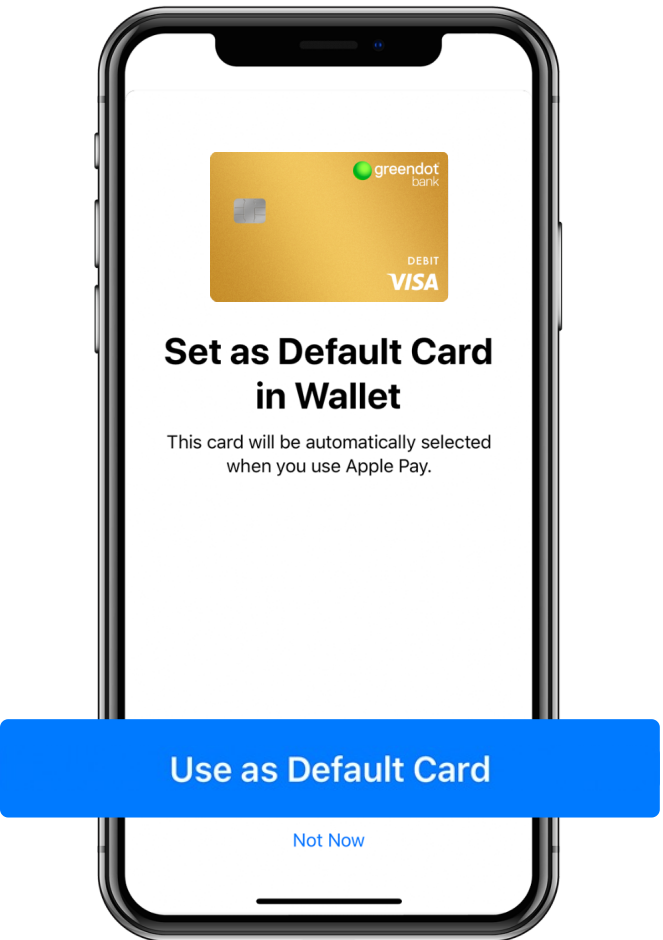 greendot
bank
DEBIT
VISA
Set as Default Card
in Wallet
This card will be automatically selected
when you use Apple Pay.
Use as Default Card
Not Now